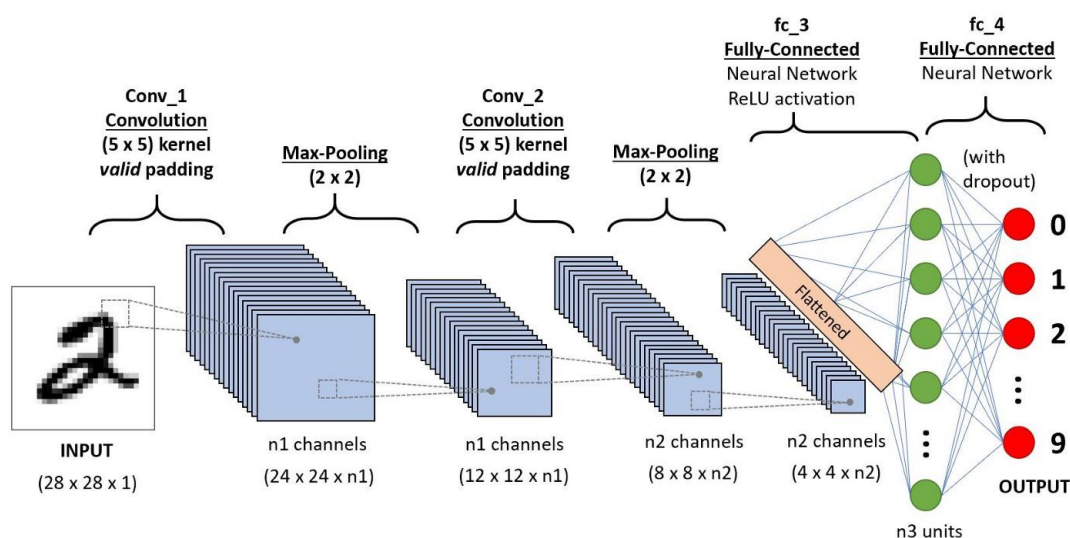 Conv_1
Convolution
(5 x 5) kernel
valid padding
Max-Pooling
(2 x 2)
Conv_2
Convolution
(5 x 5) kernel
valid padding
Max-Pooling
(2 x 2)
fc_3
Fully-Connected
Neural Network
ReLU activation
fc_4
Fully-Connected
Neural Network
(with
dropout)
2
INPUT
(28 x 28 x 1)
n1 channels
(24 x 24 x n1)
n1 channels
(12 x 12 x n1)
n2 channels
(8 x 8 x n2)
n2 channels
(4 x 4 x n2)
Flattened
n3 units
0
1
2
9
OUTPUT